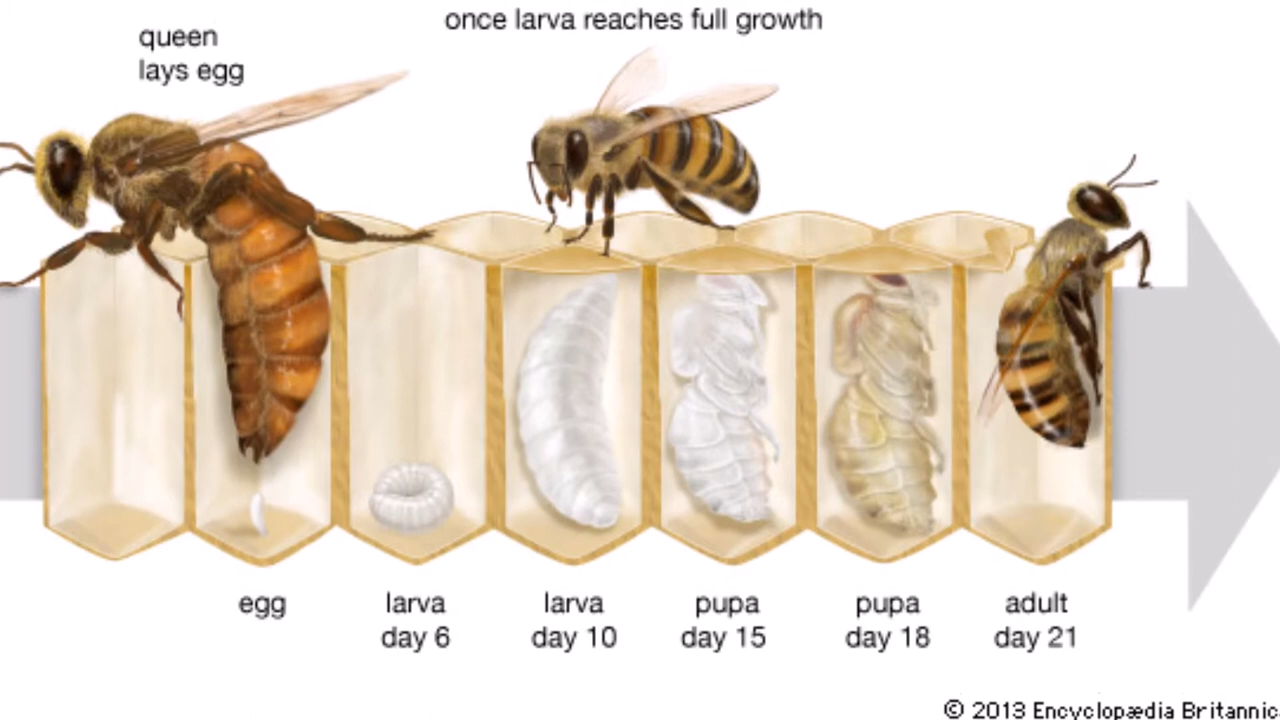 queen
lays egg
once larva reaches full growth
egg
larva
day 6
larva
day 10
pupa
day 15
pupa
day 18
adult
day 21
© 2013 Encyclopædia Britannic